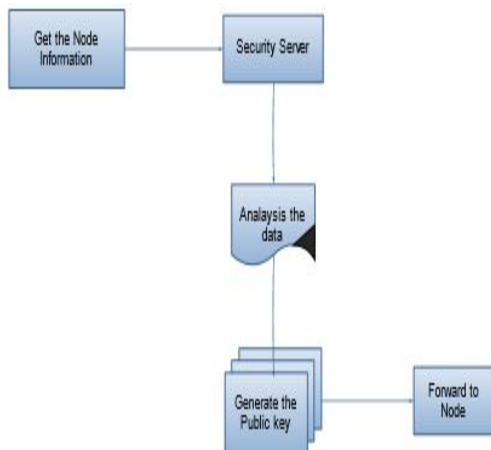 Get the Node
Information
Security Server
Analaysis the
data
Generate the
Public key
Forward to
Node